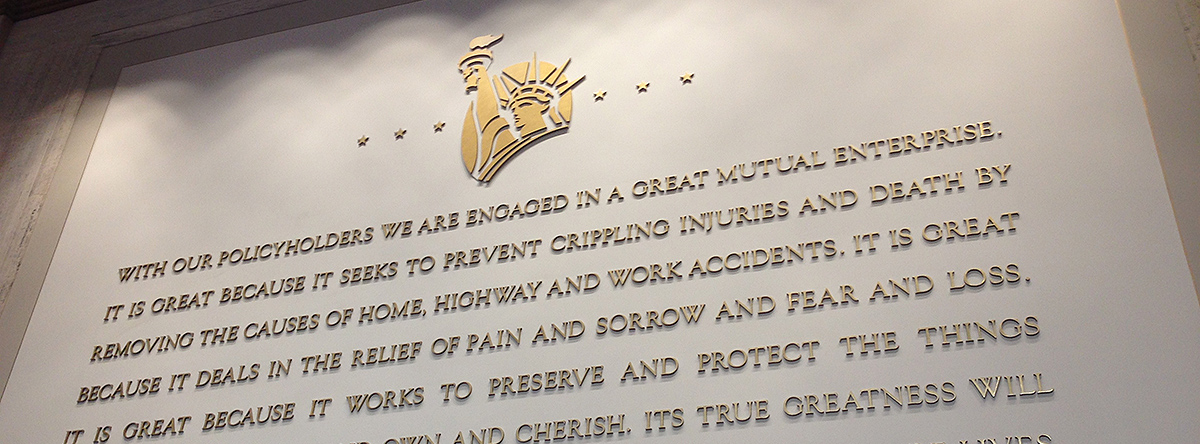 WITH OUR POLICYHOLDERS WE ARE ENGAGED IN A GREAT MUTUAL ENTERPRISE.
IT IS GREAT BECAUSE IT SEEKS TO PREVENT CRIPPLING INJURIES AND DEATH BY
REMOVING THE CAUSES OF HOME, HIGHWAY AND WORK ACCIDENTS. IT IS GREAT
BECAUSE IT DEALS IN THE RELIEF OF PAIN AND SORROW AND FEAR AND LOSS.
IT IS GREAT BECAUSE IT WORKS TO PRESERVE AND PROTECT THE THINGS
OWN AND CHERISH. ITS TRUE GREATNESS WILL